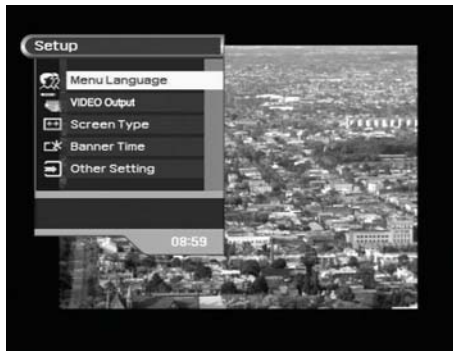 Setup
Menu Language
VIDEO Output
Screen Type
Banner Time
Other Setting
08:59